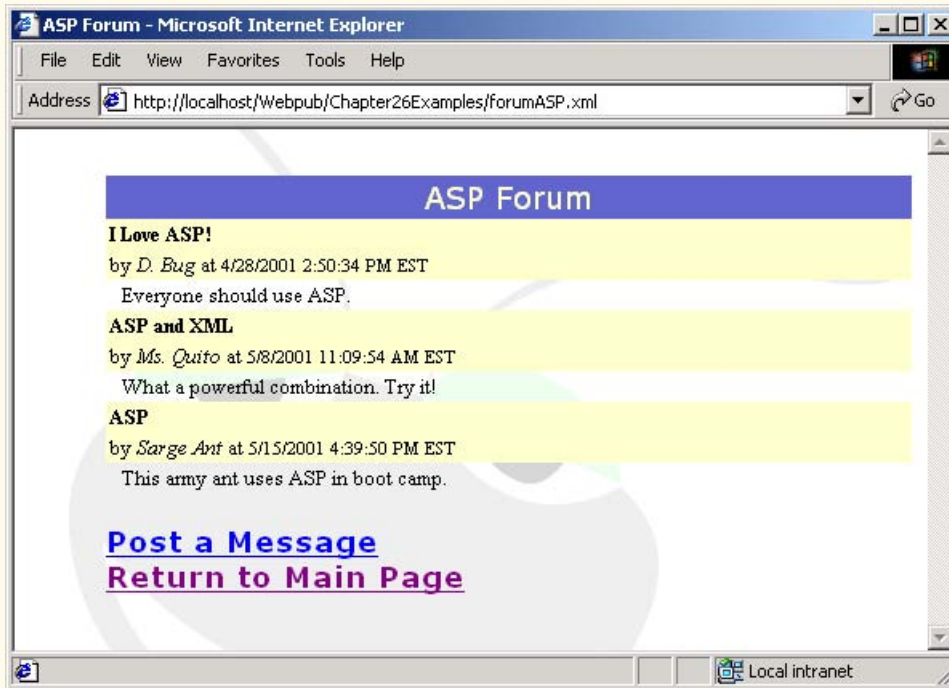 ASP Forum - Microsoft Internet Explorer
File Edit View Favorites Tools Help
Address http://localhost/Webpub/Chapter26Examples/forumASP.xml Go
ASP Forum
I Love ASP!
by D. Bug at 4/28/2001 2:50:34 PM EST
Everyone should use ASP.
ASP and XML
by Ms. Quito at 5/8/2001 11:09:54 AM EST
What a powerful combination. Try it!
ASP
by Sarge Ant at 5/15/2001 4:39:50 PM EST
This army ant uses ASP in boot camp.
Post a Message
Return to Main Page
Local intranet